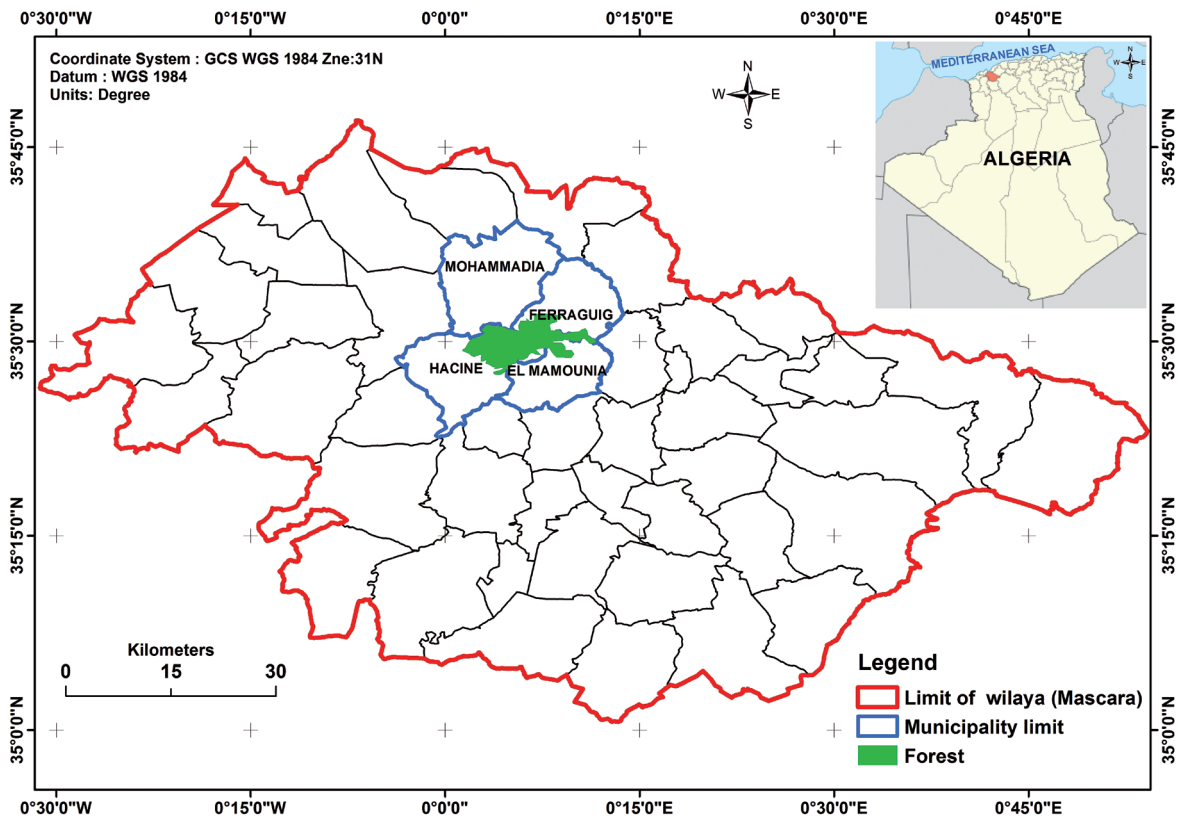 0°30'0"W 0°15'0"W 0°0'0" 0°15'0"E 0°30'0"E 0°45'0"E
Coordinate System : GCS WGS 1984 Zne:31N
Datum : WGS 1984
Units: Degree
N
W E
S
MEDITERRANEAN SEA
N
W E
S
ALGERIA
35°45'0"N 35°45'0"N
MOHAMMADIA
FERRAGUIG
35°30'0"N 35°30'0"N
HACINE
EL MAMOUNIA
35°15'0"N 35°15'0"N
Kilometers
0 15 30
Legend
Limit of wilaya (Mascara)
Municipality limit
Forest
35°0'0"N 35°0'0"N
0°30'0"W 0°15'0"W 0°0'0" 0°15'0"E 0°30'0"E 0°45'0"E